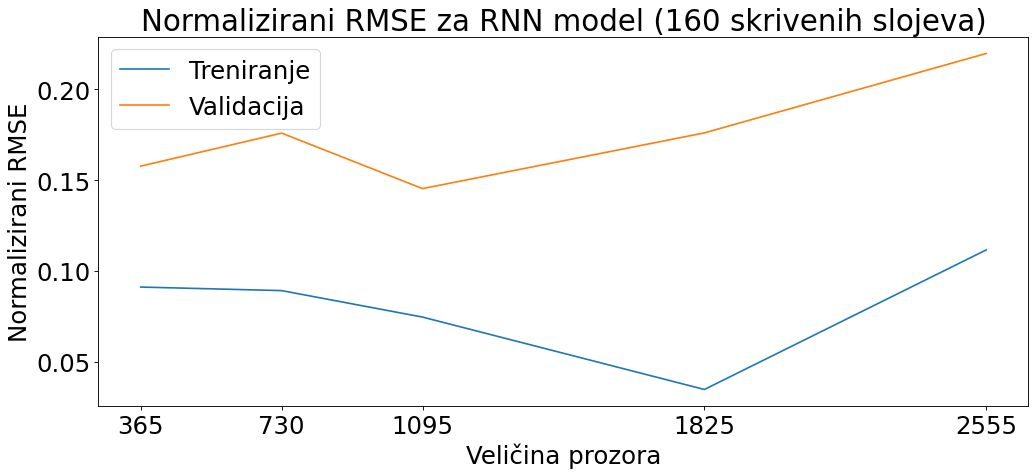 Normalizirani RMSE za RNN model (160 skrivenih slojeva)
Treniranje
Validacija
Normalizirani RMSE
0.20
0.15
0.10
0.05
365 730 1095 1825 2555
Veličina prozora